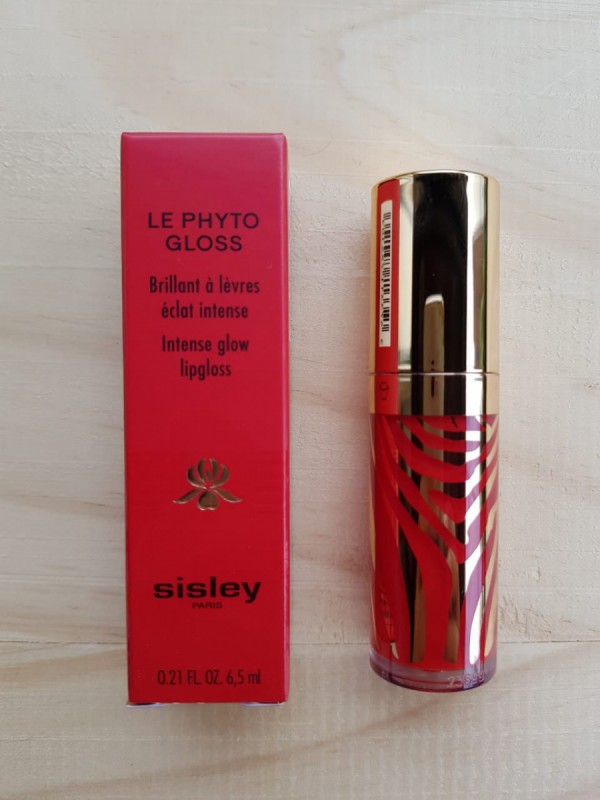 LE PHYTO
GLOSS
Brillant à lèvres
éclat intense
Intense glow
lipgloss
sisley
PARIS
0.21 FL. OZ. 6,5 ml